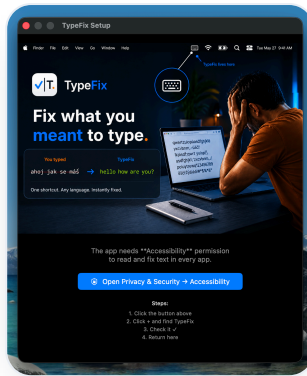 TypeFix Setup
Finder File Edit View Go Window Help
Tue May 27 9:41 AM
TypeFix lives here
TypeFix
Fix what you
meant to type.
You typed TypeFix
ahoj jak se máš → hello how are you?
One shortcut. Any language. Instantly fixed.
The app needs **Accessibility** permission
to read and fix text in every app.
Open Privacy & Security → Accessibility
Steps:
1. Click the button above
2. Click + and find TypeFix
3. Check it ✓
4. Return here